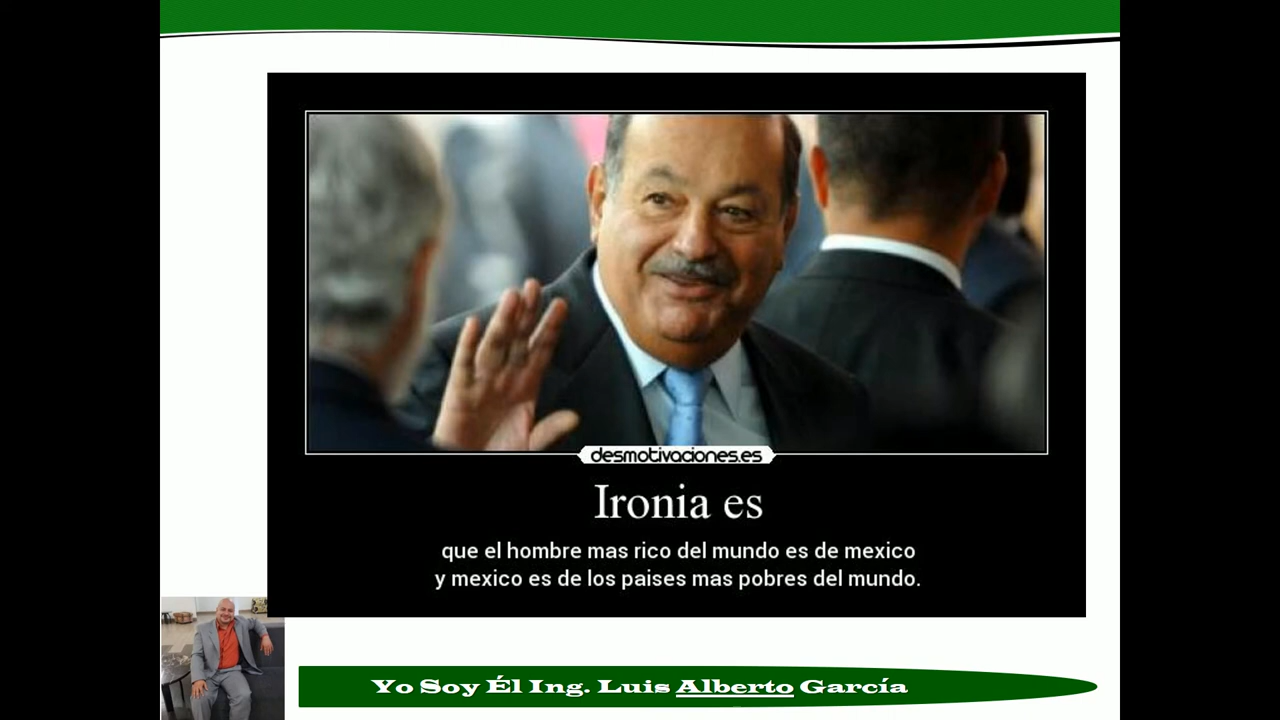 desmotivaciones.es
Ironia es
que el hombre mas rico del mundo es de mexico
y mexico es de los paises mas pobres del mundo.
Yo Soy Él Ing. Luis Alberto García